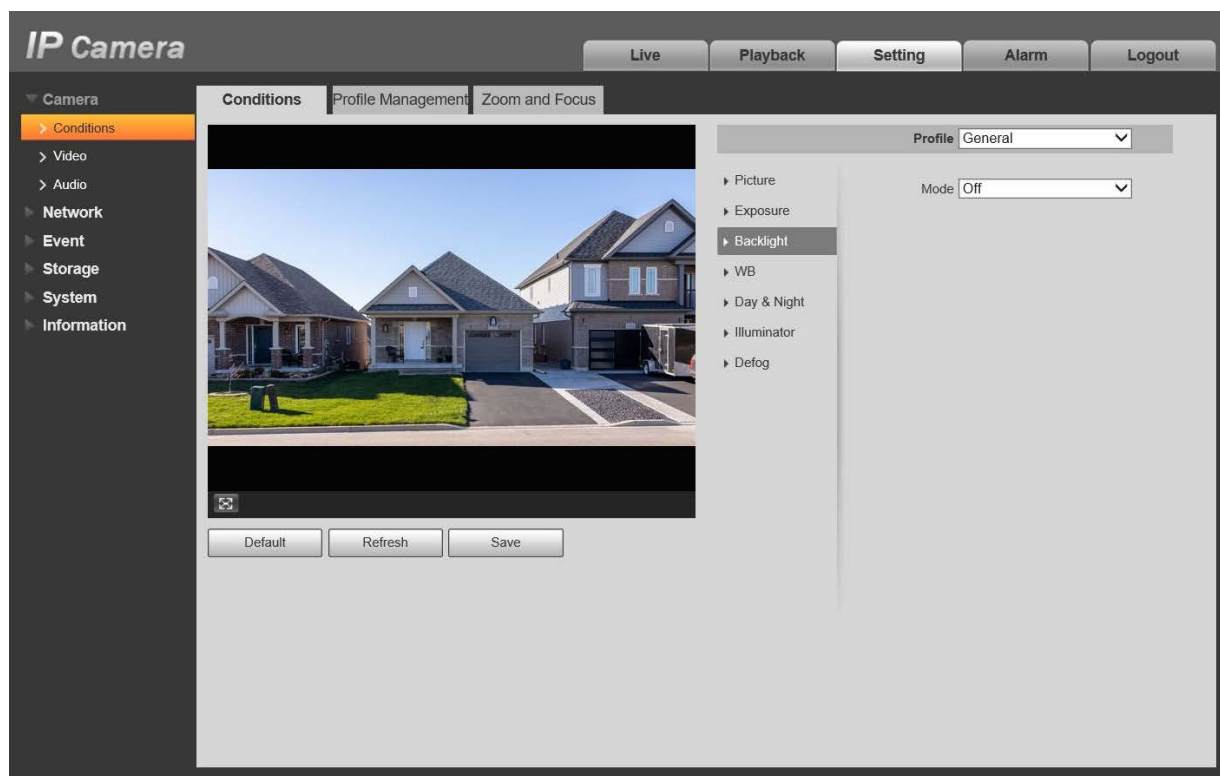 IP Camera
Live
Playback
Setting
Alarm
Logout
Camera
Conditions
Video
Audio
Network
Event
Storage
System
Information
Conditions
Profile Management
Zoom and Focus
Profile General
Picture
Exposure
Backlight
WB
Day & Night
Illuminator
Defog
Mode Off
Default
Refresh
Save